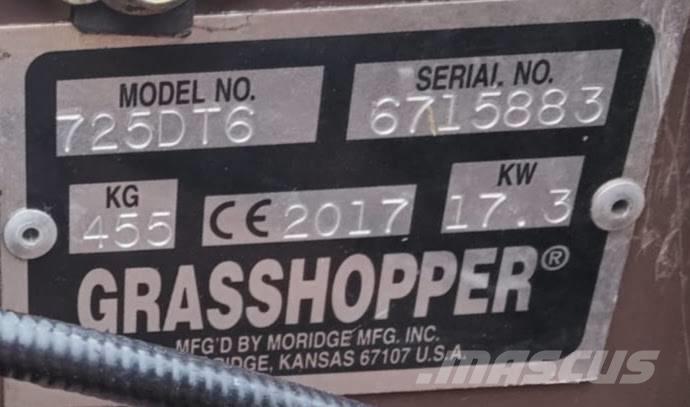 MODEL NO. SERIAL NO.
725DT6 6715883
KG KW
455 CE 2017 17.3
GRASSHOPPER®
MFG'D BY MORIDGE MFG. INC.
KANSAS 67107 U.S.A.
mascus